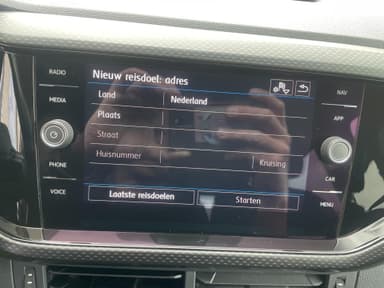 Nieuw reisdoel: adres
RADIO
MEDIA
PHONE
VOICE
Land Nederland
Plaats
Straat
Huisnummer Kruising
Laatste reisdoelen Starten
NAV
APP
CAR
MENU